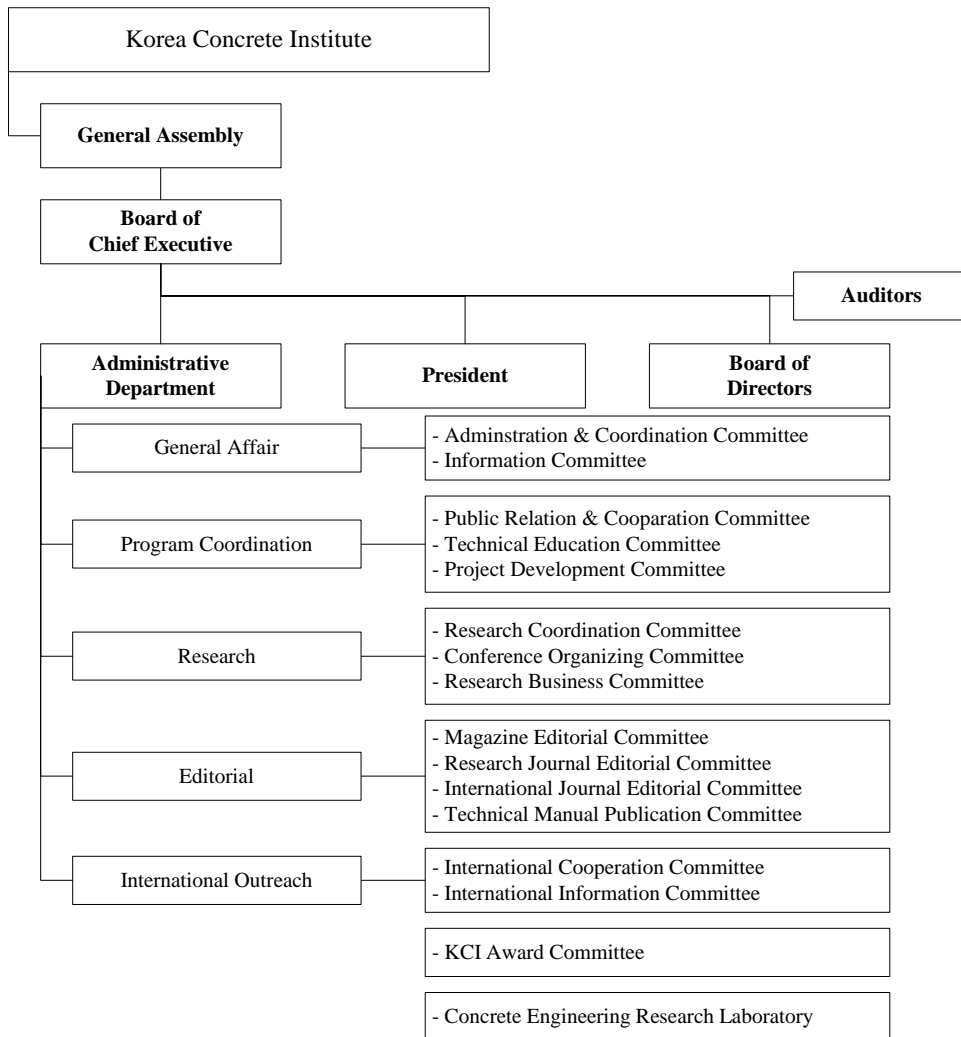 Korea Concrete Institute
General Assembly
Board of
Chief Executive
Auditors
Administrative
Department
President
Board of
Directors
General Affair
- Adminstration & Coordination Committee
- Information Committee
Program Coordination
- Public Relation & Cooparation Committee
- Technical Education Committee
- Project Development Committee
Research
- Research Coordination Committee
- Conference Organizing Committee
- Research Business Committee
Editorial
- Magazine Editorial Committee
- Research Journal Editorial Committee
- International Journal Editorial Committee
- Technical Manual Publication Committee
International Outreach
- International Cooperation Committee
- International Information Committee
- KCI Award Committee
- Concrete Engineering Research Laboratory